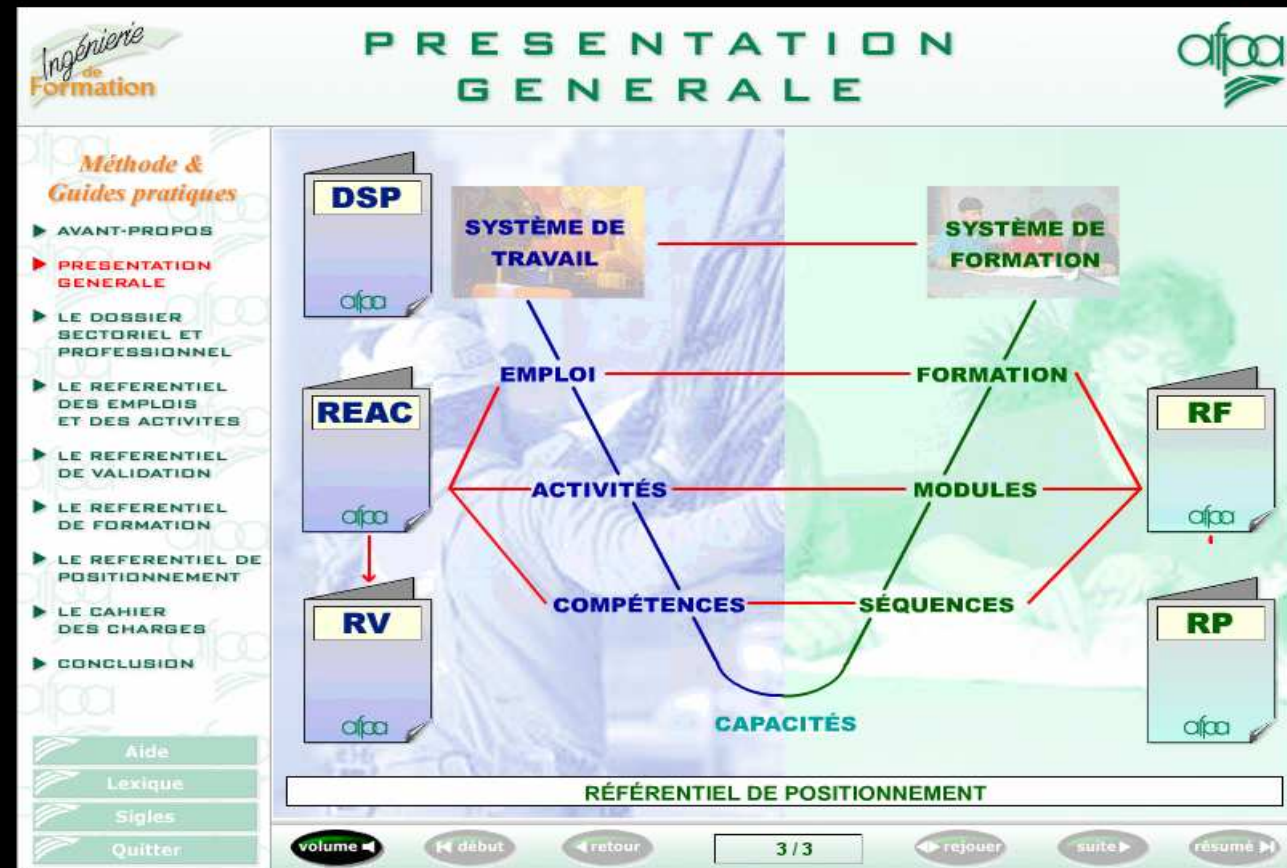 Ingénierie
de
Formation
PRESENTATION
GENERALE
afpa
Méthode &
Guides pratiques
AVANT-PROPOS
PRESENTATION
GENERALE
LE DOSSIER
SECTORIEL ET
PROFESSIONNEL
LE REFERENTIEL
DES EMPLOIS
ET DES ACTIVITES
LE REFERENTIEL
DE VALIDATION
LE REFERENTIEL
DE FORMATION
LE REFERENTIEL DE
POSITIONNEMENT
LE CAHIER
DES CHARGES
CONCLUSION
Aide
Lexique
Sigles
Quitter
DSP
afpa
SYSTÈME DE
TRAVAIL
SYSTÈME DE
FORMATION
EMPLOI
FORMATION
REAC
afpa
RF
afpa
ACTIVITÉS
MODULES
COMPÉTENCES
SÉQUENCES
RV
afpa
RP
afpa
CAPACITÉS
RÉFÉRENTIEL DE POSITIONNEMENT
volume
début
retour
3 / 3
rejouer
suite
résumé